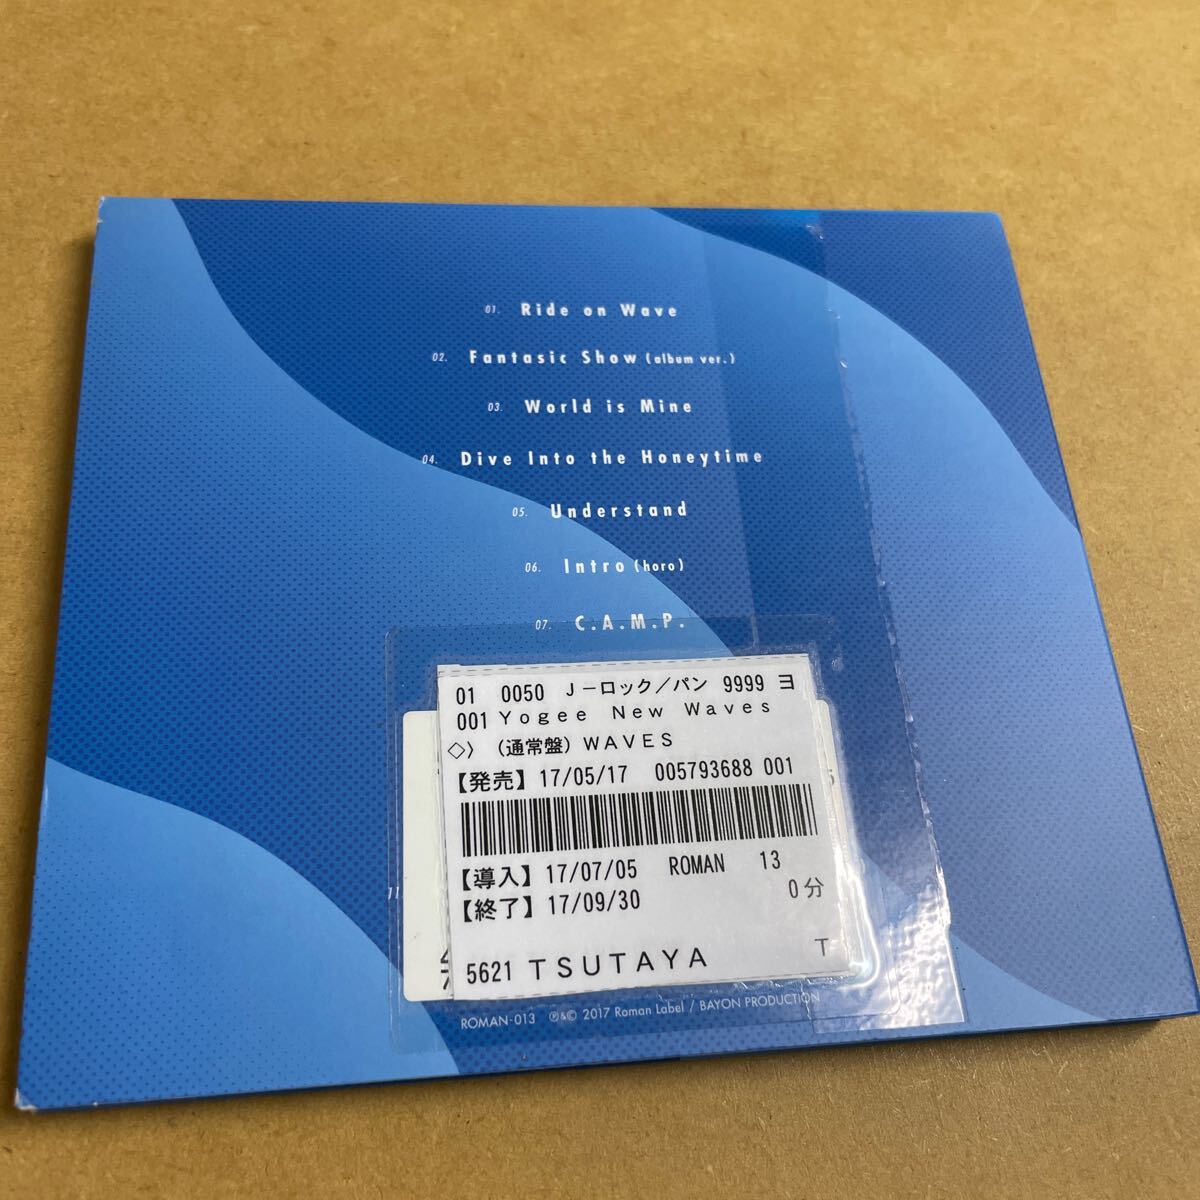 01. Ride on Wave
02. Fantasic Show (album ver.)
03. World is Mine
04. Dive Into the Honeytime
05. Understand
06. Intro (horo)
07. C.A.M.P.
01 0050 J-ロック/パン 9999 ヨ
001 Yogee New Waves
◇〉 (通常盤) WAVES
【発売】 17/05/17 005793688 001
【導入】 17/07/05 ROMAN 13
【終了】 17/09/30 0分
5621 TSUTAYA T
11
ROMAN-013 ℗&© 2017 Roman Label / BAYON PRODUCTION